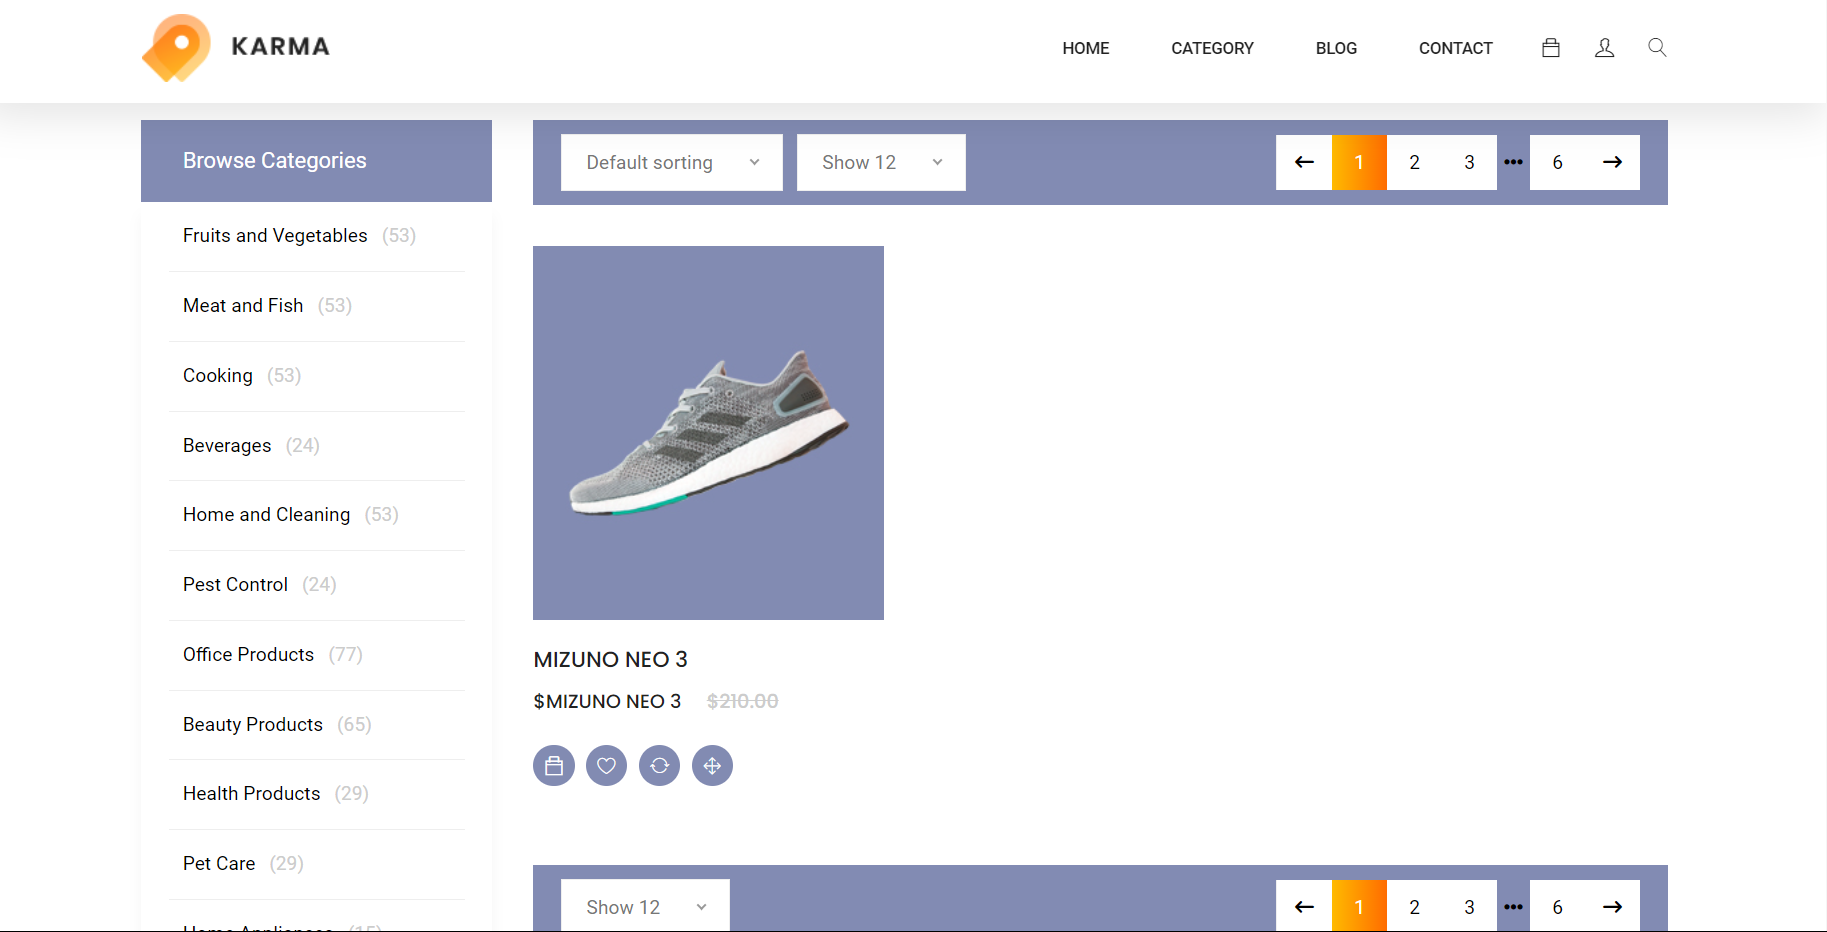 KARMA
HOME CATEGORY BLOG CONTACT
Browse Categories
Fruits and Vegetables (53)
Meat and Fish (53)
Cooking (53)
Beverages (24)
Home and Cleaning (53)
Pest Control (24)
Office Products (77)
Beauty Products (65)
Health Products (29)
Pet Care (29)
Default sorting Show 12 1 2 3 ••• 6
MIZUNO NEO 3
$MIZUNO NEO 3 $210.00
Show 12 1 2 3 ••• 6